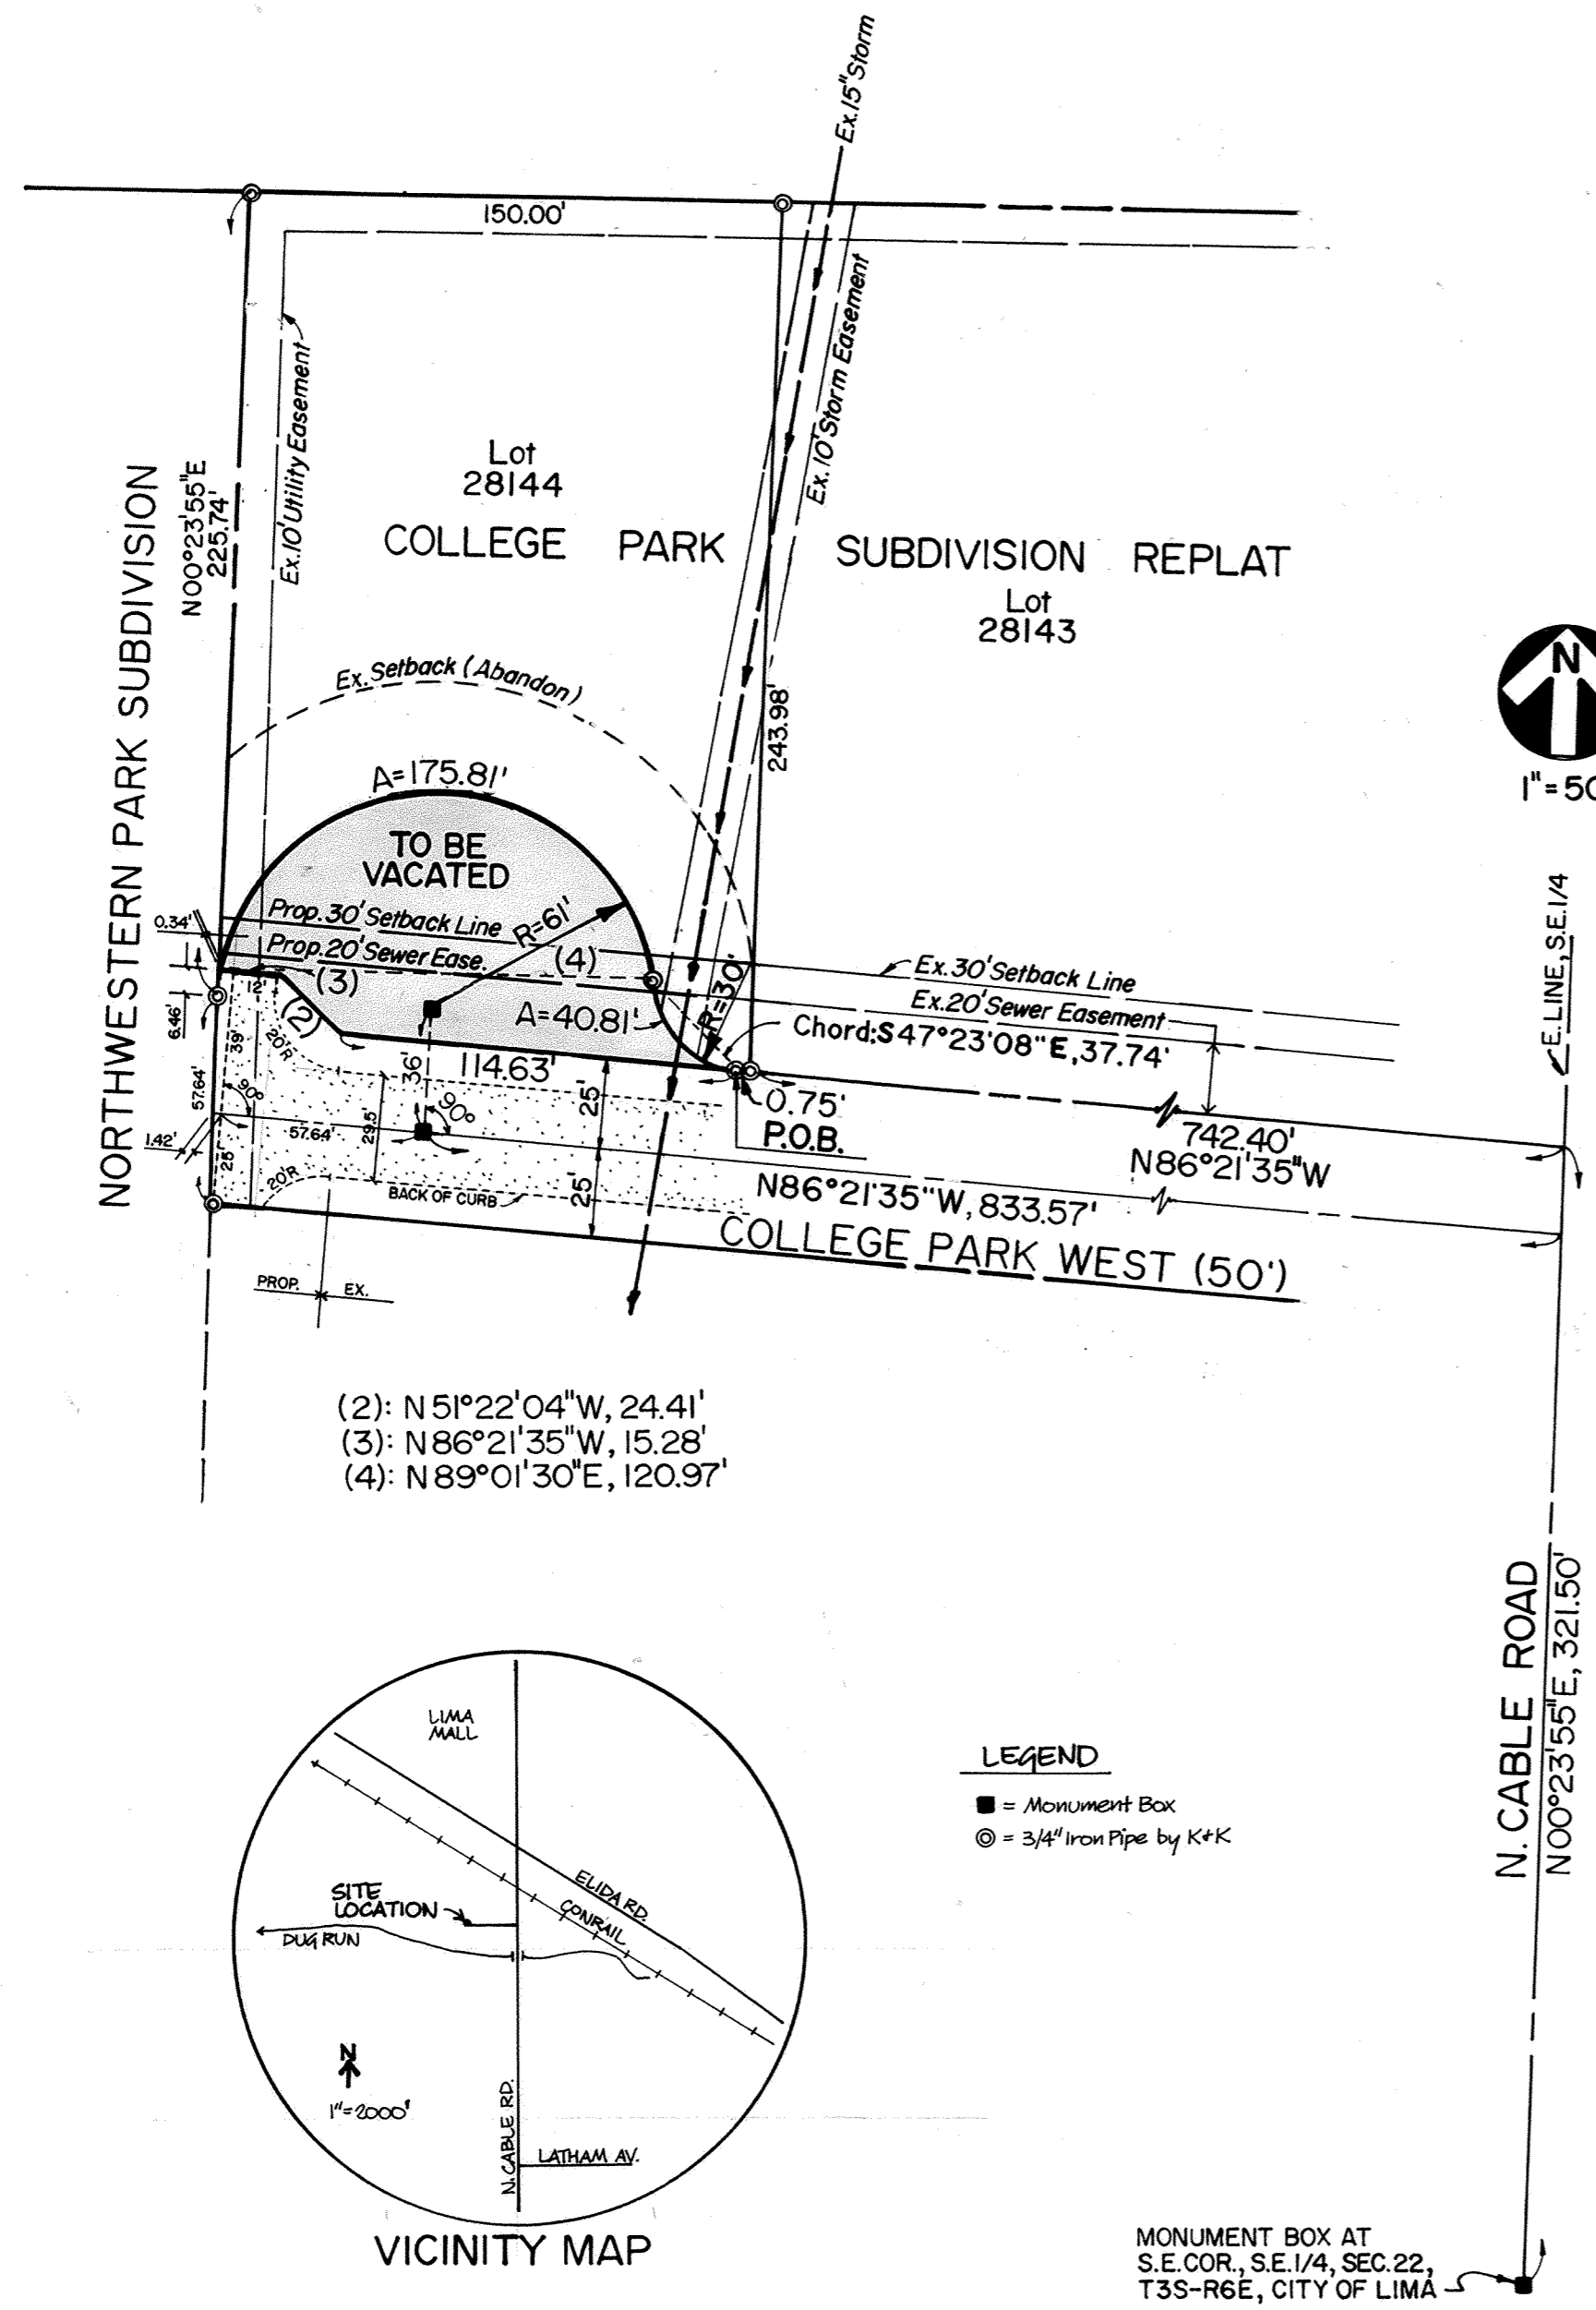 Ex.15"Storm
150.00'
Ex.10'Utility Easement
Ex.10'Storm Easement
NORTHWESTERN PARK SUBDIVISION
N00°23'55"E
225.74'
Lot
28144
COLLEGE PARK SUBDIVISION REPLAT
Lot
28143
N
Ex.Setback (Abandon)
243.98'
A=175.81'
TO BE
VACATED
E.LINE,S.E.1/4
0.34'
Prop.30'Setback Line
R=61'
Prop.20'Sewer Ease.
(4)
(3)
12'
(2)
Ex.30'Setback Line
Ex.20'Sewer Easement
R=30'
A=40.81'
Chord:S47°23'08"E,37.74'
6.46'
39'
20'R
36'
114.63'
25'
0.75'
P.O.B.
57.64'
90°
90°
57.64'
29.5'
1.42'
25'
20'R
BACK OF CURB
25'
742.40'
N86°21'35"W
N86°21'35"W,833.57'
COLLEGE PARK WEST (50')
PROP. EX.
(2): N51°22'04"W, 24.41'
(3): N86°21'35"W, 15.28'
(4): N89°01'30"E, 120.97'
N. CABLE ROAD
N00°23'55"E, 321.50'
LIMA
MALL
ELIDA RD.
CONRAIL
SITE
LOCATION
DUG RUN
N
1"=2000'
N.CABLE RD.
LATHAM AV.
VICINITY MAP
LEGEND
= Monument Box
= 3/4" Iron Pipe by K+K
MONUMENT BOX AT
S.E.COR., S.E.1/4, SEC.22,
T3S-R6E, CITY OF LIMA